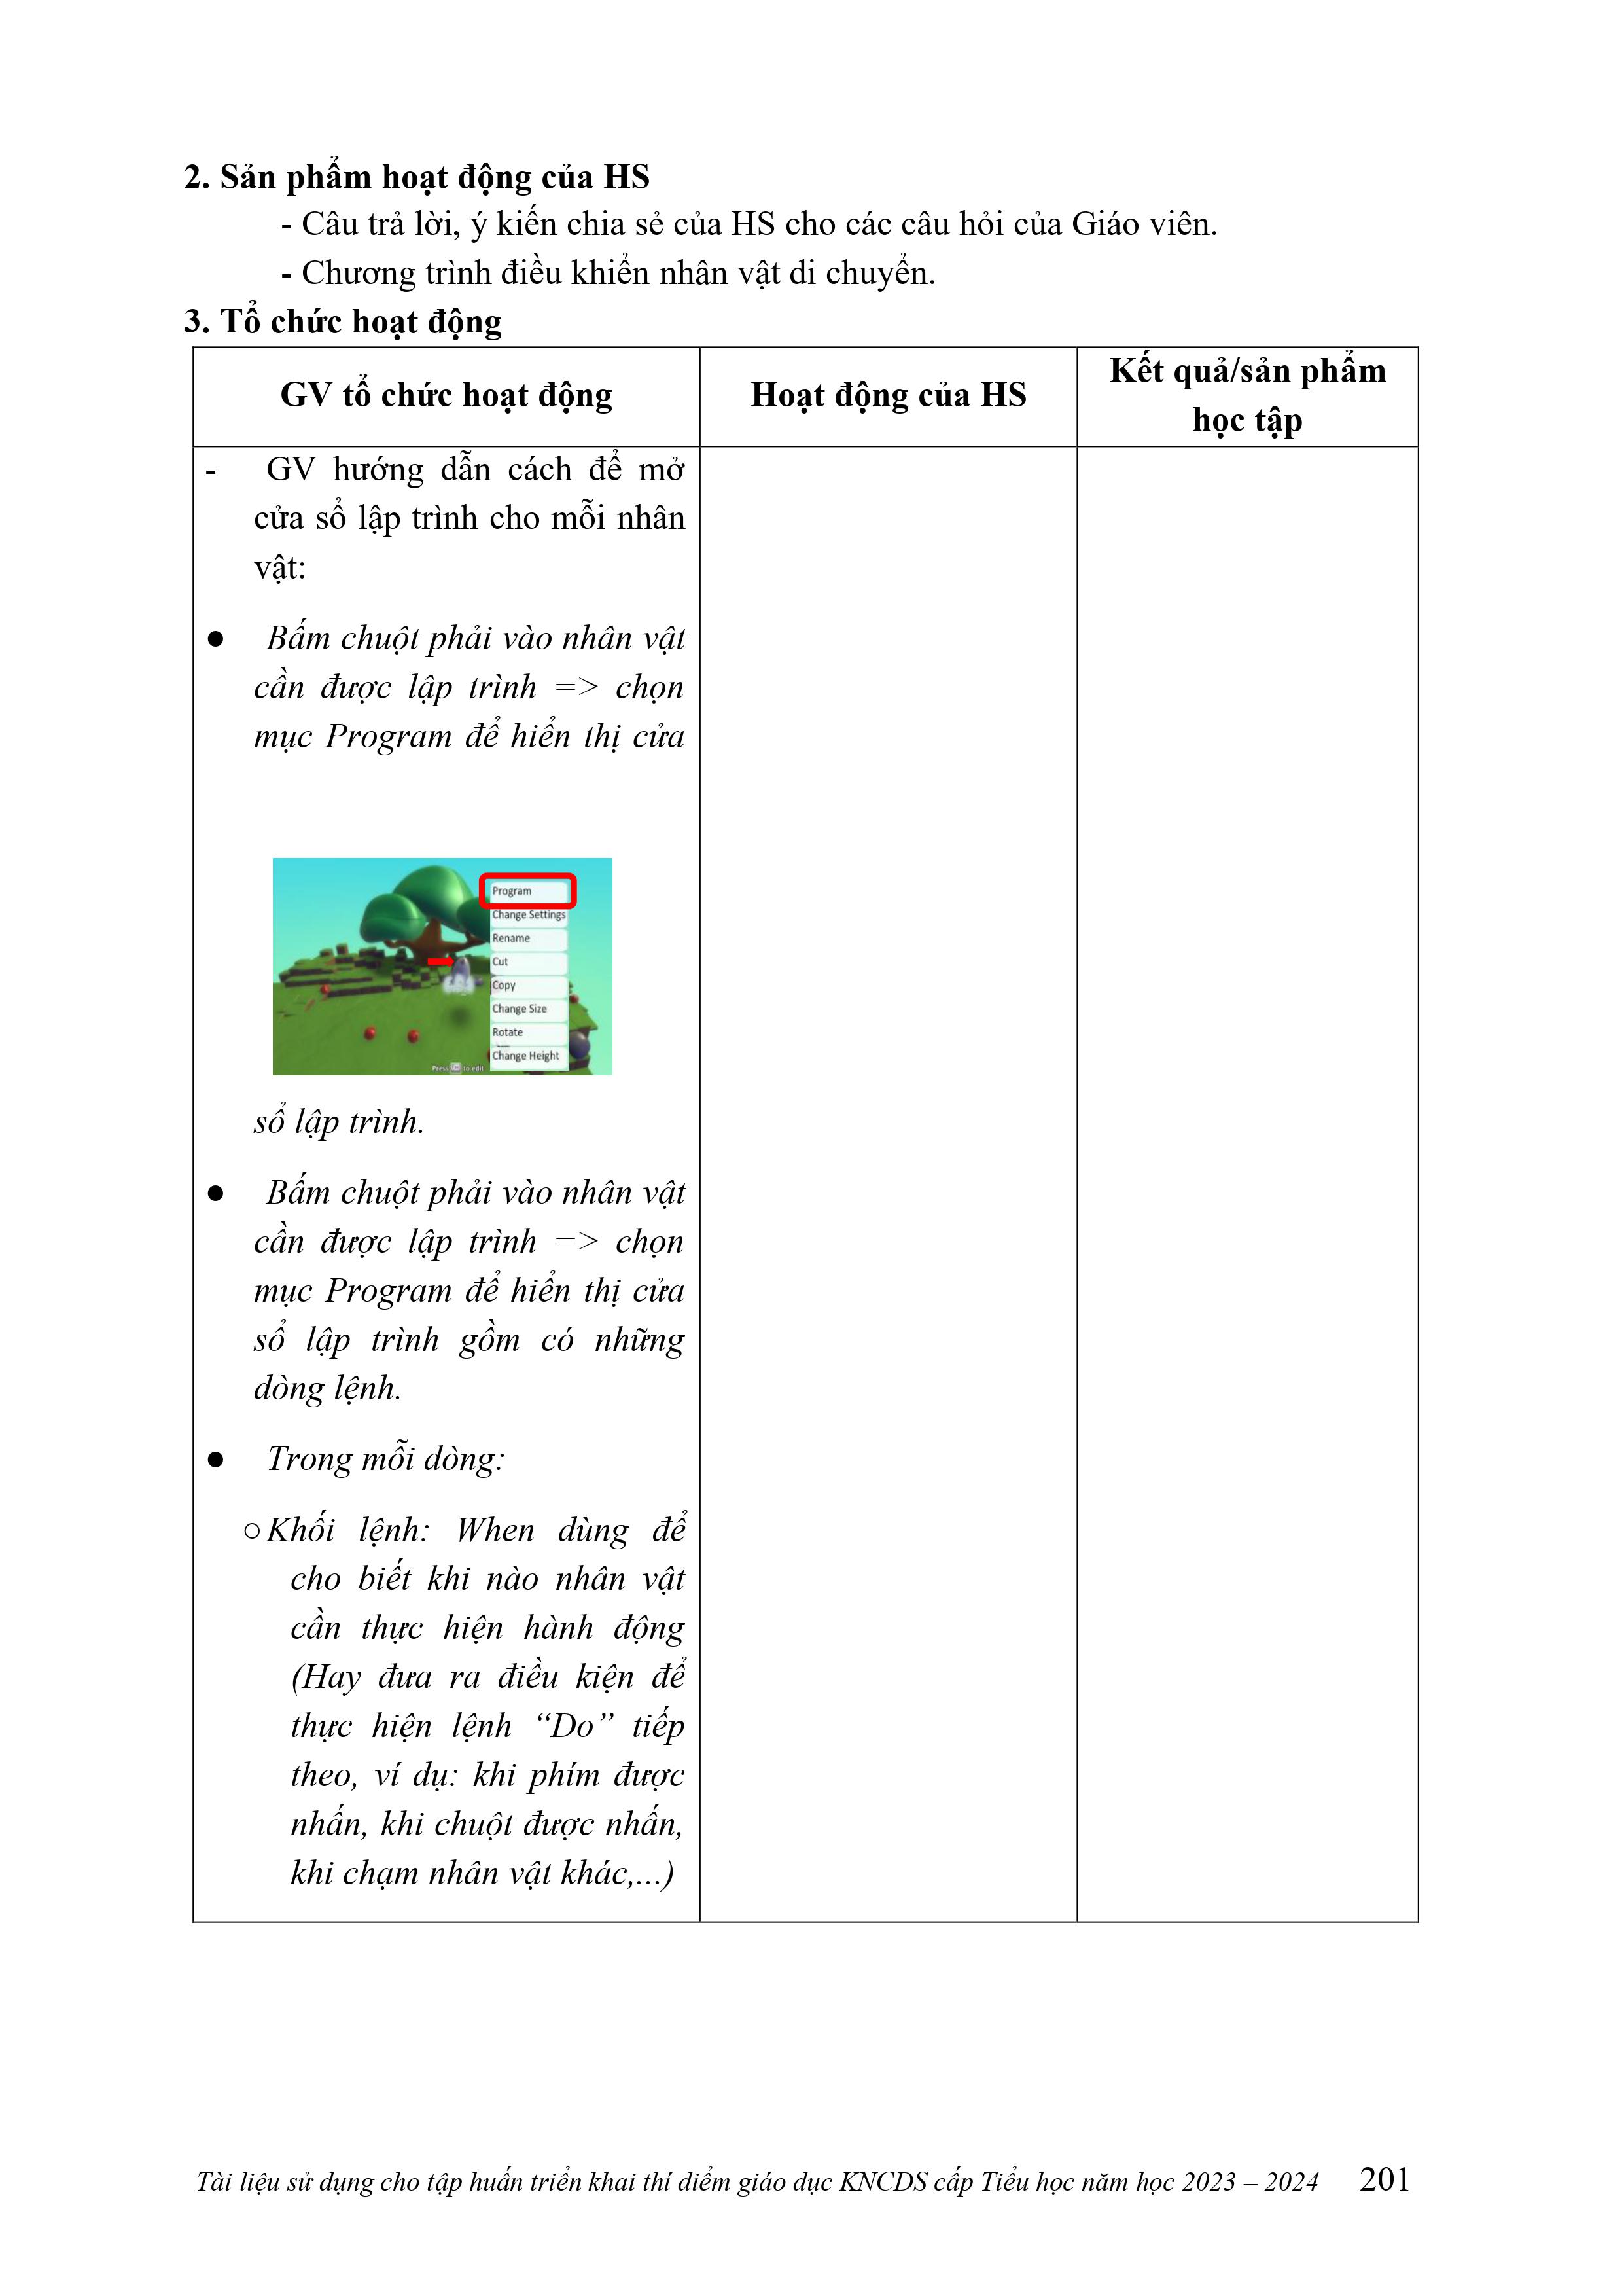 2. Sản phẩm hoạt động của HS
- Câu trả lời, ý kiến chia sẻ của HS cho các câu hỏi của Giáo viên.
- Chương trình điều khiển nhân vật di chuyển.
3. Tổ chức hoạt động
GV tổ chức hoạt động
Hoạt động của HS
Kết quả/sản phẩm
học tập
- GV hướng dẫn cách để mở
cửa sổ lập trình cho mỗi nhân
vật:
● Bấm chuột phải vào nhân vật
cần được lập trình => chọn
mục Program để hiển thị cửa
Program
Change Settings
Rename
Cut
Copy
Change Size
Rotate
Change Height
Press Esc to edit
sổ lập trình.
● Bấm chuột phải vào nhân vật
cần được lập trình => chọn
mục Program để hiển thị cửa
sổ lập trình gồm có những
dòng lệnh.
● Trong mỗi dòng:
○ Khối lệnh: When dùng để
cho biết khi nào nhân vật
cần thực hiện hành động
(Hay đưa ra điều kiện để
thực hiện lệnh “Do” tiếp
theo, ví dụ: khi phím được
nhấn, khi chuột được nhấn,
khi chạm nhân vật khác,...)
Tài liệu sử dụng cho tập huấn triển khai thí điểm giáo dục KNCDS cấp Tiểu học năm học 2023 – 2024 201